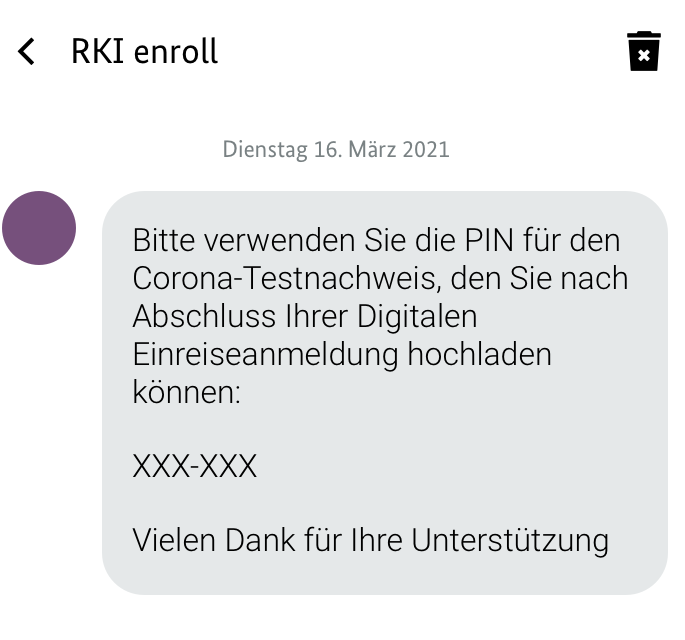 RKI enroll
Dienstag 16. März 2021
Bitte verwenden Sie die PIN für den
Corona-Testnachweis, den Sie nach
Abschluss Ihrer Digitalen
Einreiseanmeldung hochladen
können:
XXX-XXX
Vielen Dank für Ihre Unterstützung